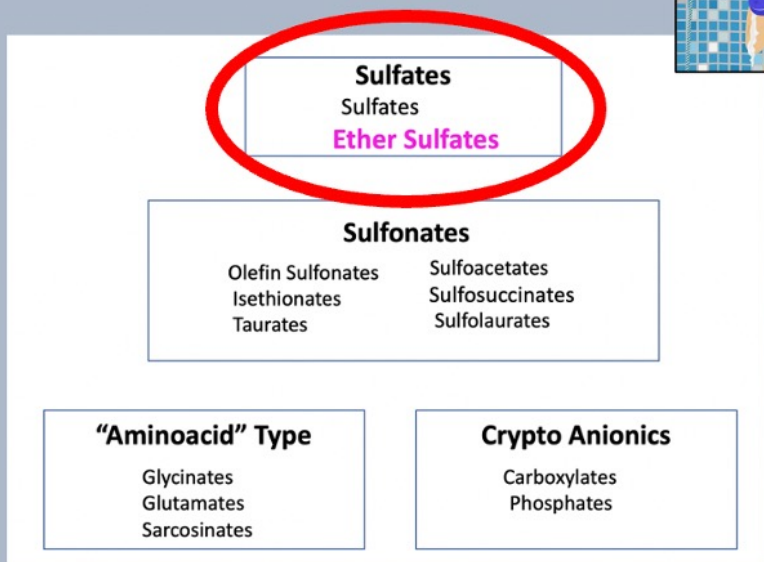 Sulfates
Sulfates
Ether Sulfates
Sulfonates
Olefin Sulfonates
Isethionates
Taurates
Sulfoacetates
Sulfosuccinates
Sulfolaurates
“Aminoacid” Type
Glycinates
Glutamates
Sarcosinates
Crypto Anionics
Carboxylates
Phosphates